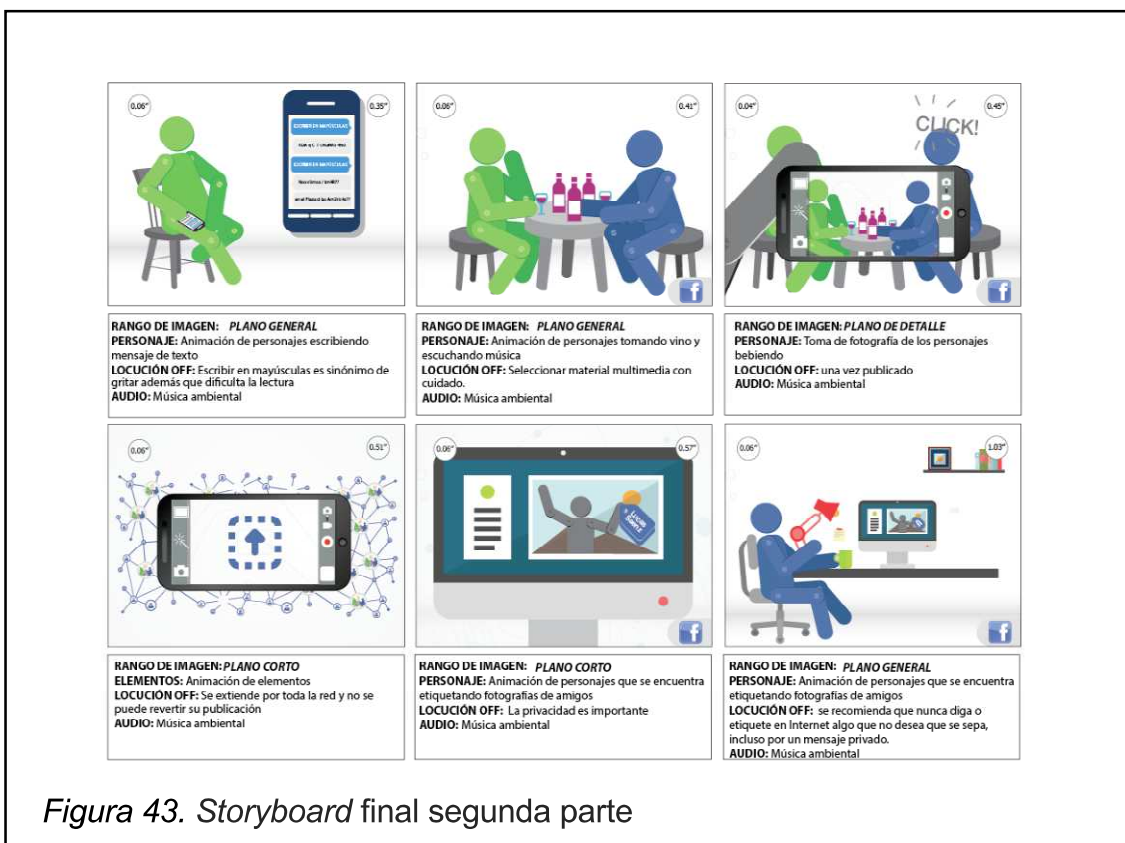 0.06"
0.35"
ESCRIBIR EN MAYÚSCULAS
ESCRIBIR EN MAYÚSCULAS
0.06"
0.41"
0.04"
0.45"
CLICK!
RANGO DE IMAGEN: PLANO GENERAL
PERSONAJE: Animación de personajes escribiendo
mensaje de texto
LOCUCIÓN OFF: Escribir en mayúsculas es sinónimo de
gritar además que dificulta la lectura
AUDIO: Música ambiental
RANGO DE IMAGEN: PLANO GENERAL
PERSONAJE: Animación de personajes tomando vino y
escuchando música
LOCUCIÓN OFF: Seleccionar material multimedia con
cuidado.
AUDIO: Música ambiental
RANGO DE IMAGEN: PLANO DE DETALLE
PERSONAJE: Toma de fotografía de los personajes
bebiendo
LOCUCIÓN OFF: una vez publicado
AUDIO: Música ambiental
0.06"
0.51"
0.06"
0.57"
0.06"
1.03"
RANGO DE IMAGEN: PLANO CORTO
ELEMENTOS: Animación de elementos
LOCUCIÓN OFF: Se extiende por toda la red y no se
puede revertir su publicación
AUDIO: Música ambiental
RANGO DE IMAGEN: PLANO CORTO
PERSONAJE: Animación de personajes que se encuentra
etiquetando fotografías de amigos
LOCUCIÓN OFF: La privacidad es importante
AUDIO: Música ambiental
RANGO DE IMAGEN: PLANO GENERAL
PERSONAJE: Animación de personajes que se encuentra
etiquetando fotografías de amigos
LOCUCIÓN OFF: se recomienda que nunca diga o
etiquete en Internet algo que no desea que se sepa,
incluso por un mensaje privado.
AUDIO: Música ambiental
Figura 43. Storyboard final segunda parte